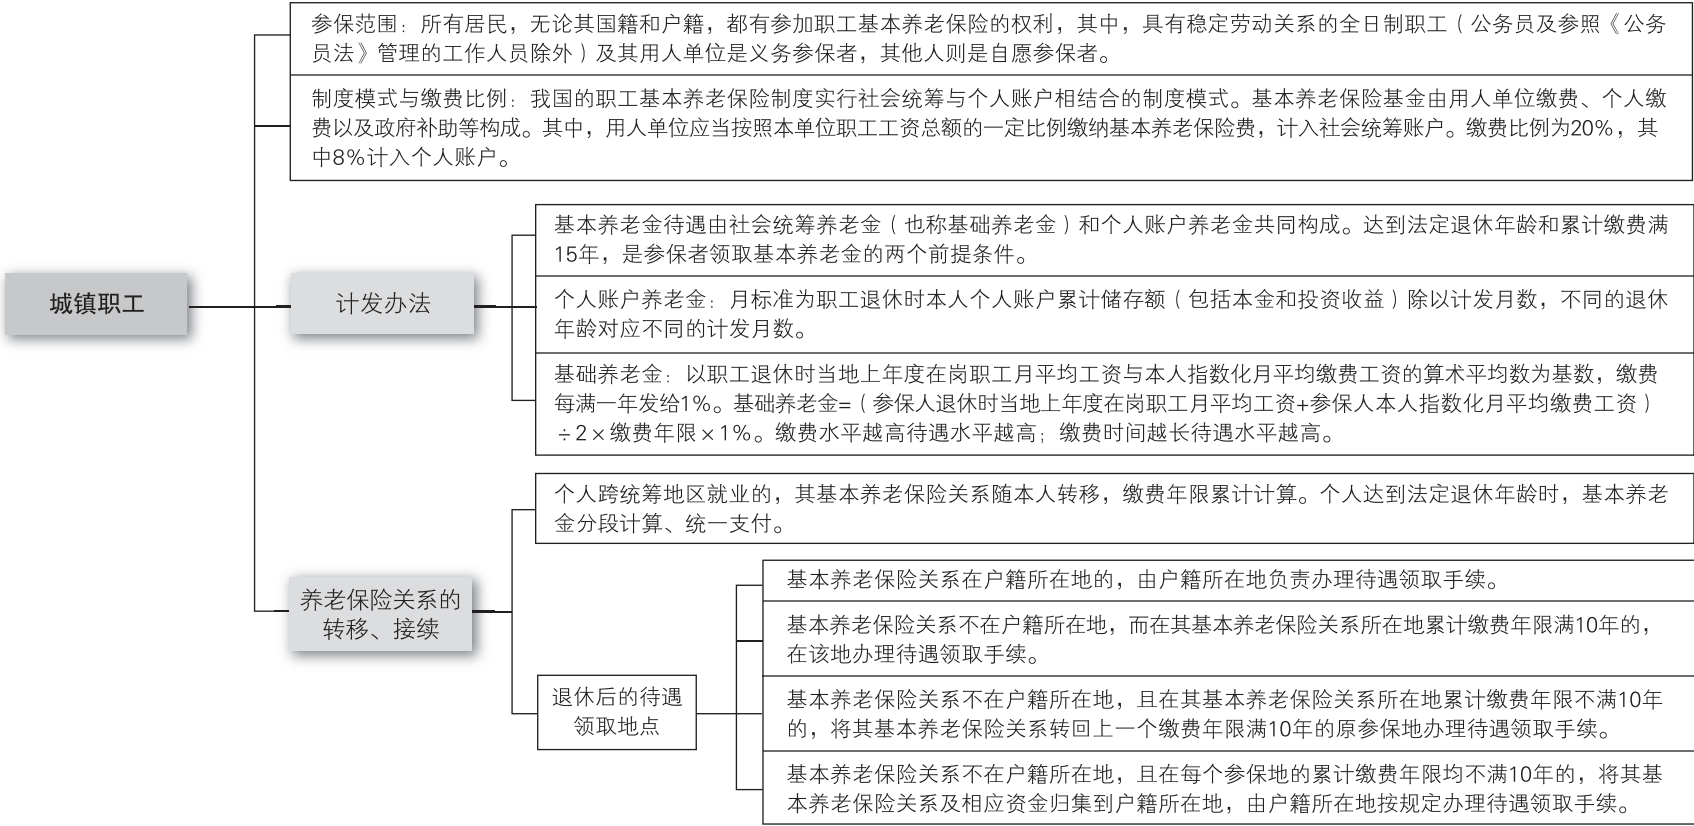 参保范围：所有居民，无论其国籍和户籍，都有参加职工基本养老保险的权利，其中，具有稳定劳动关系的全日制职工（公务员及参照《公务
员法》管理的工作人员除外）及其用人单位是义务参保者，其他人则是自愿参保者。
制度模式与缴费比例：我国的职工基本养老保险制度实行社会统筹与个人账户相结合的制度模式。基本养老保险基金由用人单位缴费、个人缴
费以及政府补助等构成。其中，用人单位应当按照本单位职工工资总额的一定比例缴纳基本养老保险费，计入社会统筹账户。缴费比例为20%，其
中8%计入个人账户。
城镇职工
计发办法
基本养老金待遇由社会统筹养老金（也称基础养老金）和个人账户养老金共同构成。达到法定退休年龄和累计缴费满
15年，是参保者领取基本养老金的两个前提条件。
个人账户养老金：月标准为职工退休时本人个人账户累计储存额（包括本金和投资收益）除以计发月数，不同的退休
年龄对应不同的计发月数。
基础养老金：以职工退休时当地上年度在岗职工月平均工资与本人指数化月平均缴费工资的算术平均数为基数，缴费
每满一年发给1%。基础养老金=（参保人退休时当地上年度在岗职工月平均工资+参保人本人指数化月平均缴费工资）
÷2×缴费年限×1%。缴费水平越高待遇水平越高；缴费时间越长待遇水平越高。
养老保险关系的
转移、接续
个人跨统筹地区就业的，其基本养老保险关系随本人转移，缴费年限累计计算。个人达到法定退休年龄时，基本养老
金分段计算、统一支付。
退休后的待遇
领取地点
基本养老保险关系在户籍所在地的，由户籍所在地负责办理待遇领取手续。
基本养老保险关系不在户籍所在地，而在其基本养老保险关系所在地累计缴费年限满10年的，
在该地办理待遇领取手续。
基本养老保险关系不在户籍所在地，且在其基本养老保险关系所在地累计缴费年限不满10年
的，将其基本养老保险关系转回上一个缴费年限满10年的原参保地办理待遇领取手续。
基本养老保险关系不在户籍所在地，且在每个参保地的累计缴费年限均不满10年的，将其基
本养老保险关系及相应资金归集到户籍所在地，由户籍所在地按规定办理待遇领取手续。